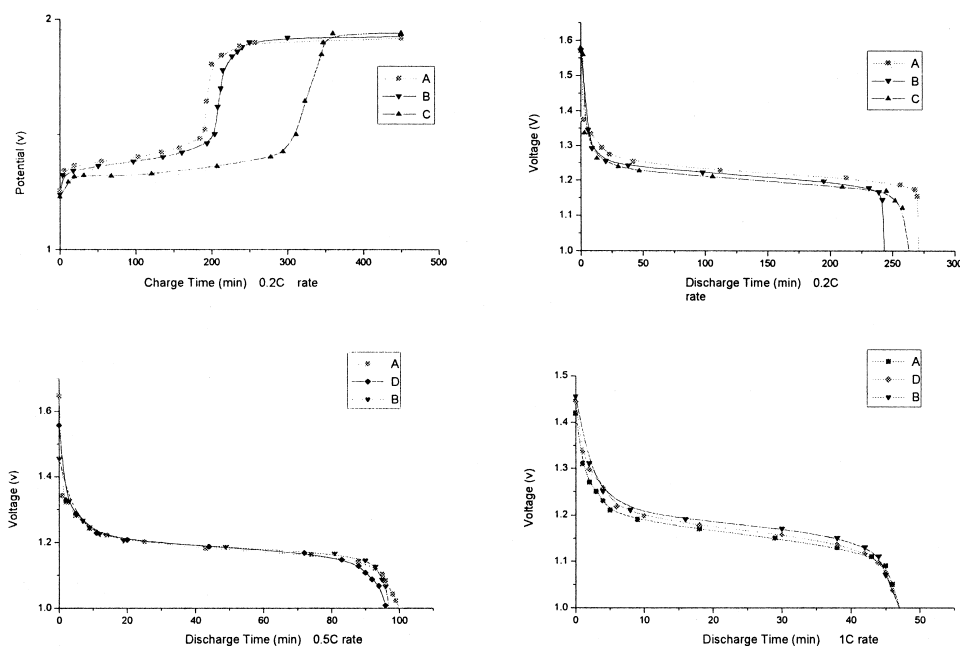 2
Potential (v)
1
0 100 200 300 400 500
Charge Time (min) 0.2C rate
A
B
C
1.6
1.5
1.4
1.3
1.2
1.1
1.0
Voltage (V)
0 50 100 150 200 250 300
Discharge Time (min) 0.2C
rate
A
B
C
1.6
1.4
1.2
1.0
Voltage (v)
0 20 40 60 80 100
Discharge Time (min) 0.5C rate
A
D
B
1.5
1.4
1.3
1.2
1.1
1.0
Voltage (v)
0 10 20 30 40 50
Discharge Time (min) 1C rate
A
D
B